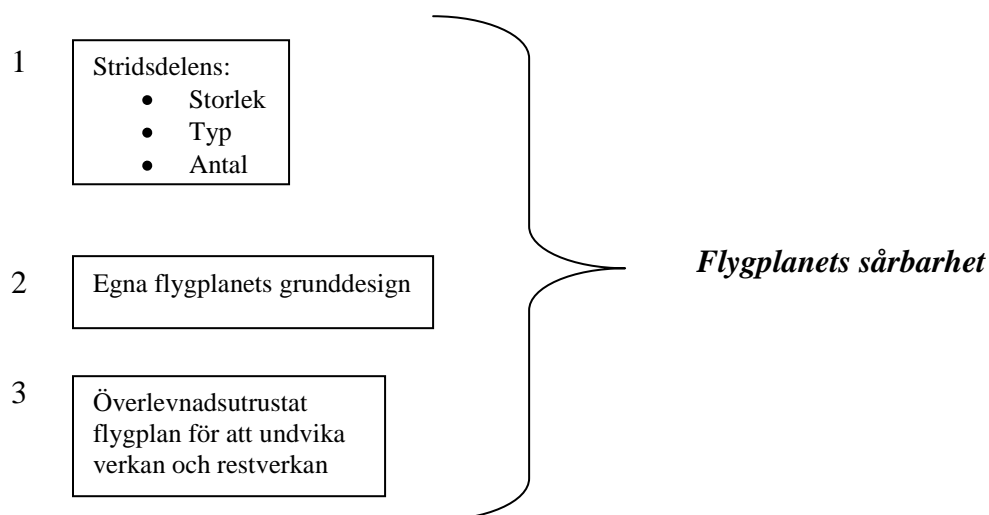 1
Stridsdelens:
• Storlek
• Typ
• Antal
2
Egna flygplanets grunddesign
3
Överlevnadsutrustat
flygplan för att undvika
verkan och restverkan
Flygplanets sårbarhet